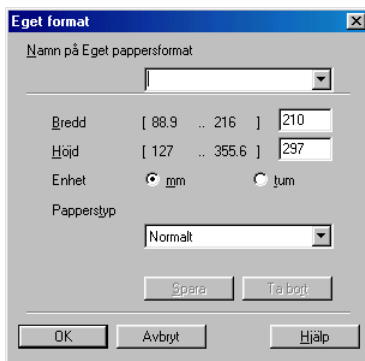 Eget format
Namn på Eget pappersformat
Bredd [ 88.9 .. 216 ] 210
Höjd [ 127 .. 355.6 ] 297
Enhet mm tum
Papperstyp
Normalt
Spara Ta bort
OK Avbryt Hjälp